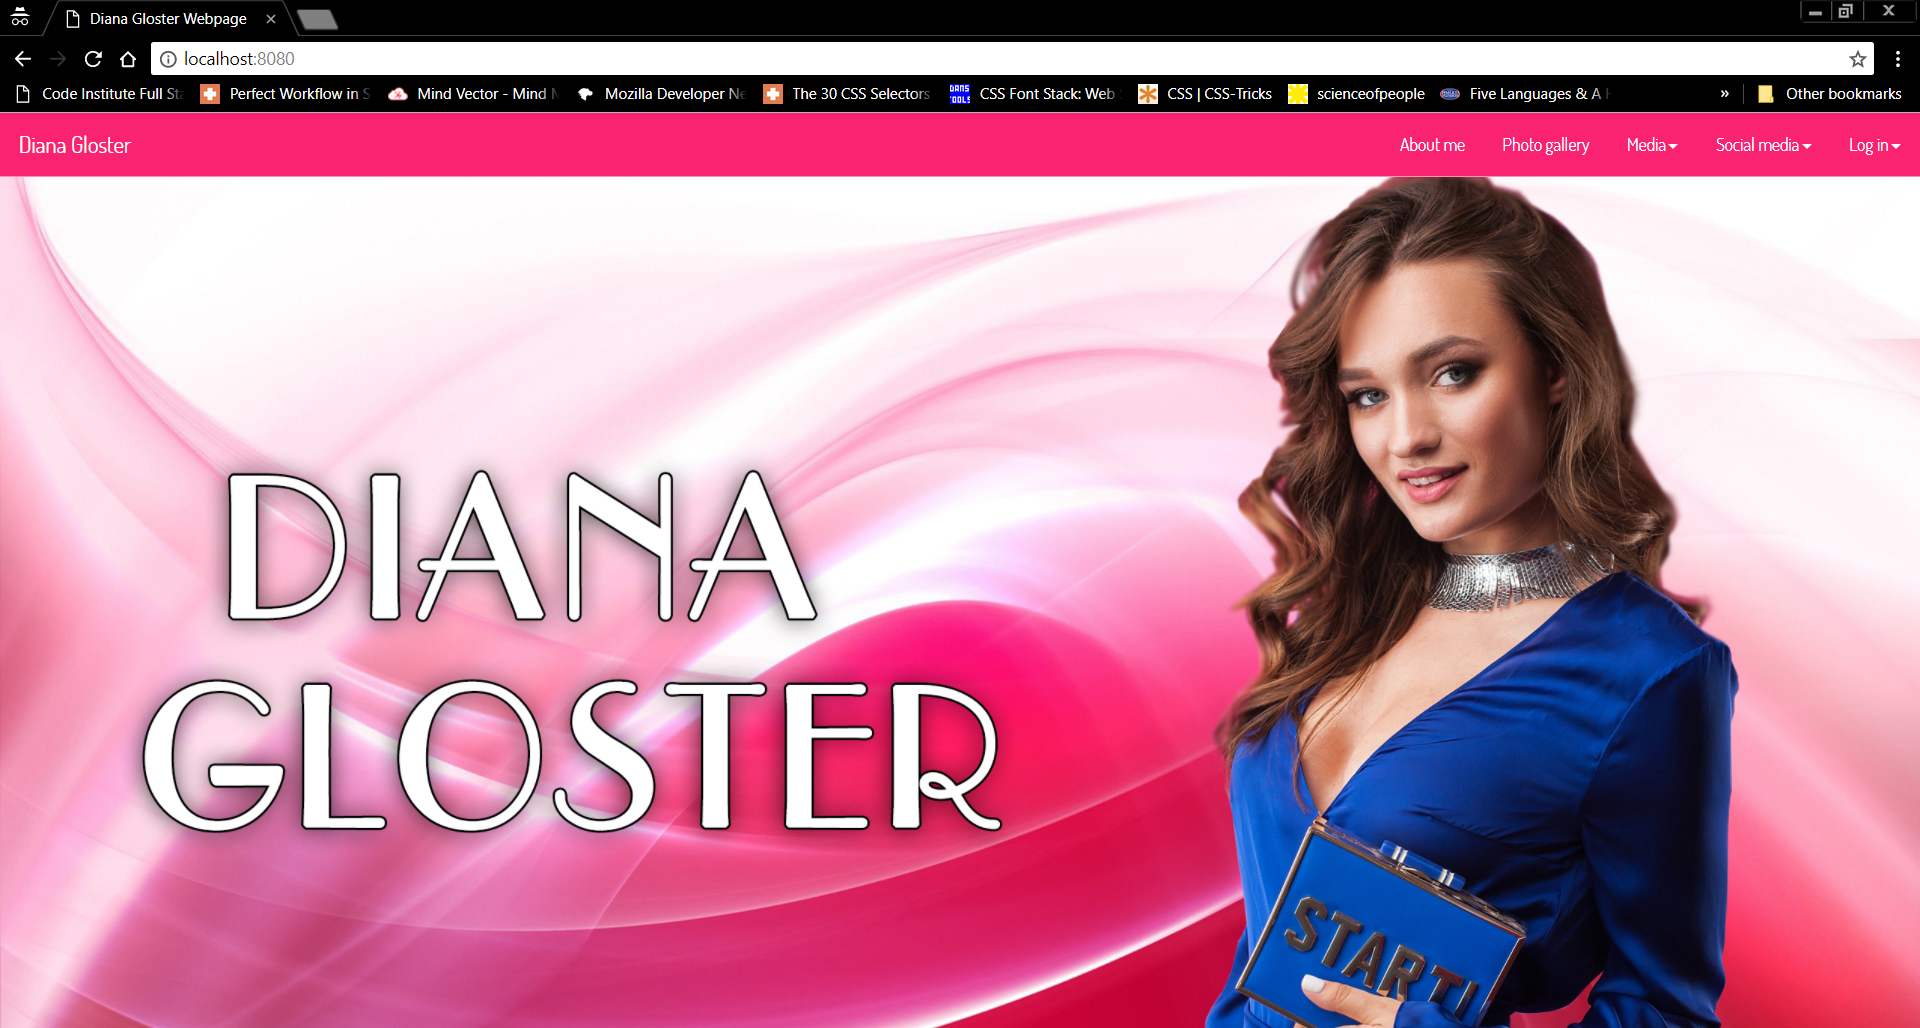 Diana Gloster Webpage
localhost:8080
Code Institute Full Sta
Perfect Workflow in S
Mind Vector - Mind M
Mozilla Developer Ne
The 30 CSS Selectors
CSS Font Stack: Web
CSS | CSS-Tricks
scienceofpeople
Five Languages & A
»
Other bookmarks
Diana Gloster
About me
Photo gallery
Media
Social media
Log in
DIANA
GLOSTER
START!